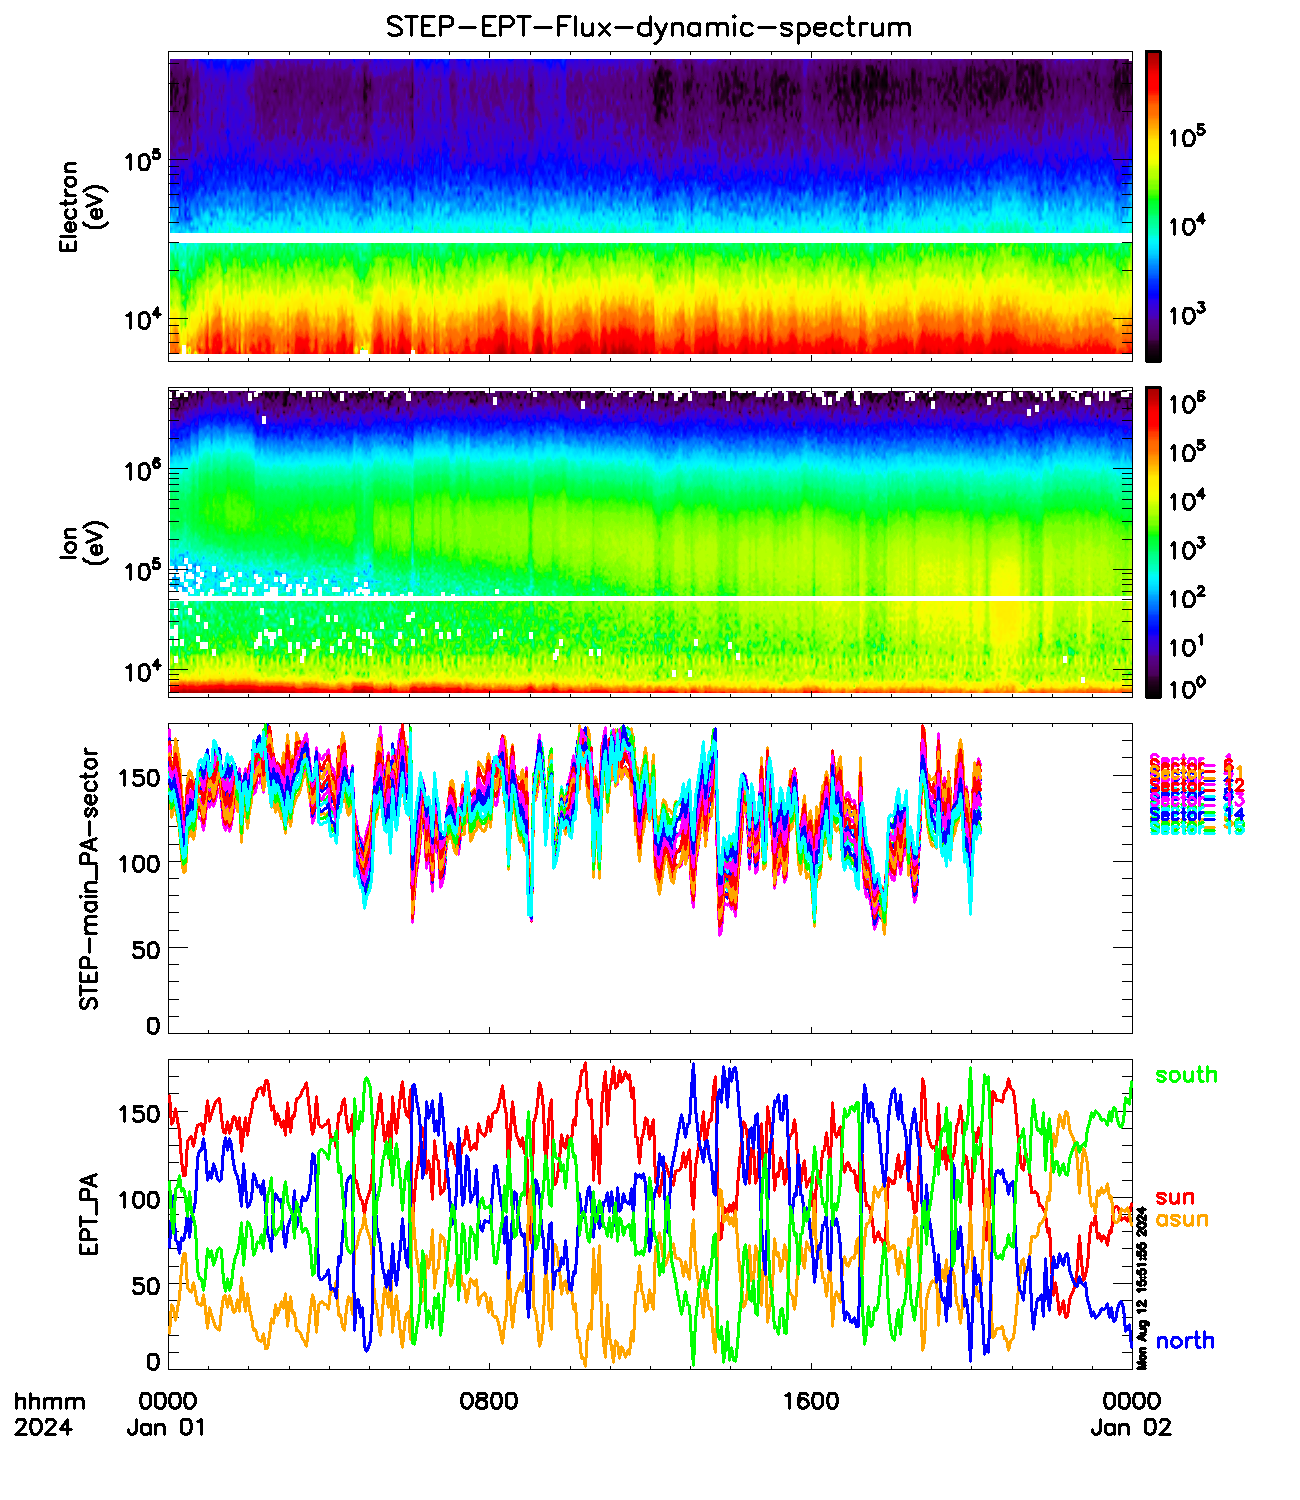 STEP-EPT-Flux-dynamic-spectrum
Electron
(eV)
10^5
10^4
10^5
10^4
10^3
Ion
(eV)
10^6
10^5
10^4
10^6
10^5
10^4
10^3
10^2
10^1
10^0
STEP-main_PA-sector
150
100
50
0
Sector- 14
EPT_PA
150
100
50
0
south
sun
asun
north
Mon Aug 12 15:51:55 2024
hhmm
2024
0000
Jan 01
0800
1600
0000
Jan 02